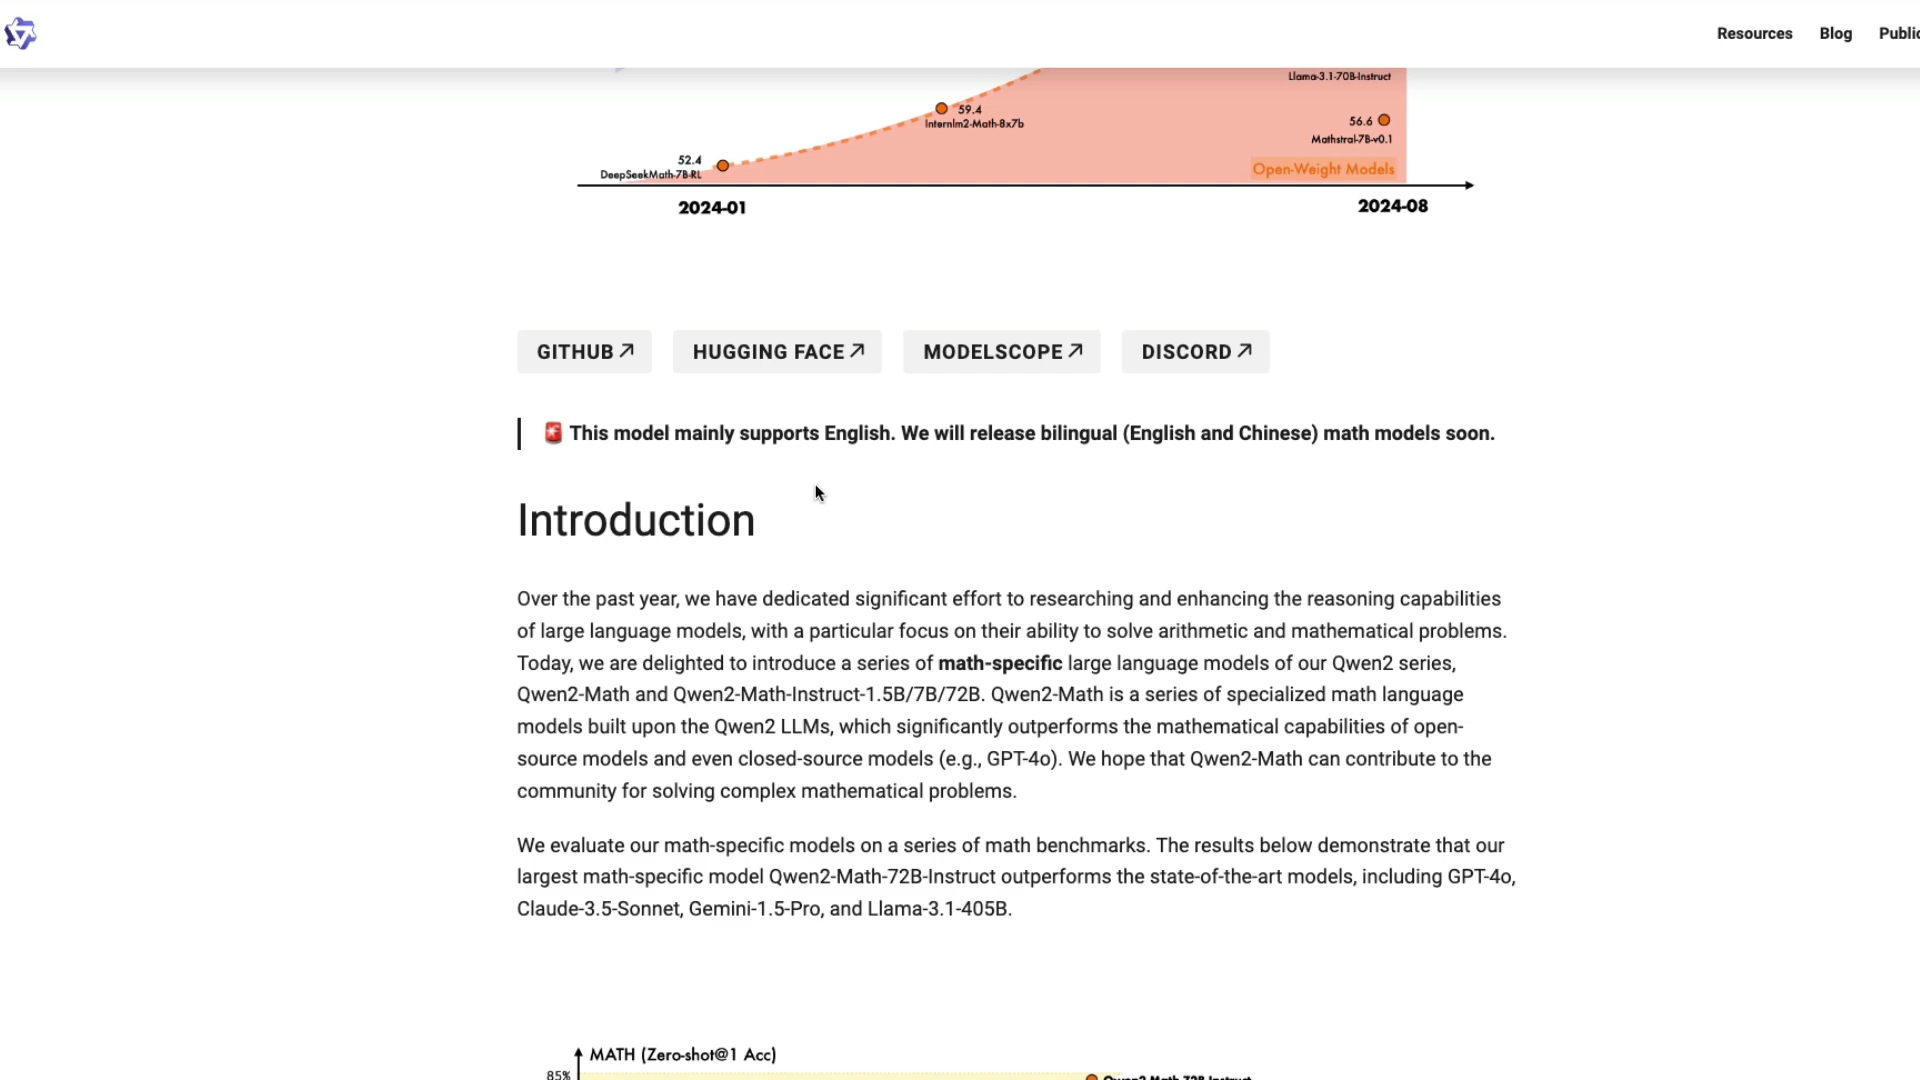 Resources Blog Public
Llama-3.1-70B-Instruct
59.4
Internlm2-Math-8x7b
56.6
Mathstral-7B-v0.1
52.4
DeepSeekMath-7B-RL
Open-Weight Models
2024-01
2024-08
GITHUB HUGGING FACE MODELSCOPE DISCORD
This model mainly supports English. We will release bilingual (English and Chinese) math models soon.
Introduction
Over the past year, we have dedicated significant effort to researching and enhancing the reasoning capabilities
of large language models, with a particular focus on their ability to solve arithmetic and mathematical problems.
Today, we are delighted to introduce a series of math-specific large language models of our Qwen2 series,
Qwen2-Math and Qwen2-Math-Instruct-1.5B/7B/72B. Qwen2-Math is a series of specialized math language
models built upon the Qwen2 LLMs, which significantly outperforms the mathematical capabilities of open-
source models and even closed-source models (e.g., GPT-4o). We hope that Qwen2-Math can contribute to the
community for solving complex mathematical problems.
We evaluate our math-specific models on a series of math benchmarks. The results below demonstrate that our
largest math-specific model Qwen2-Math-72B-Instruct outperforms the state-of-the-art models, including GPT-4o,
Claude-3.5-Sonnet, Gemini-1.5-Pro, and Llama-3.1-405B.
MATH (Zero-shot@1 Acc)
85%
Qwen2-Math-72B-Instruct